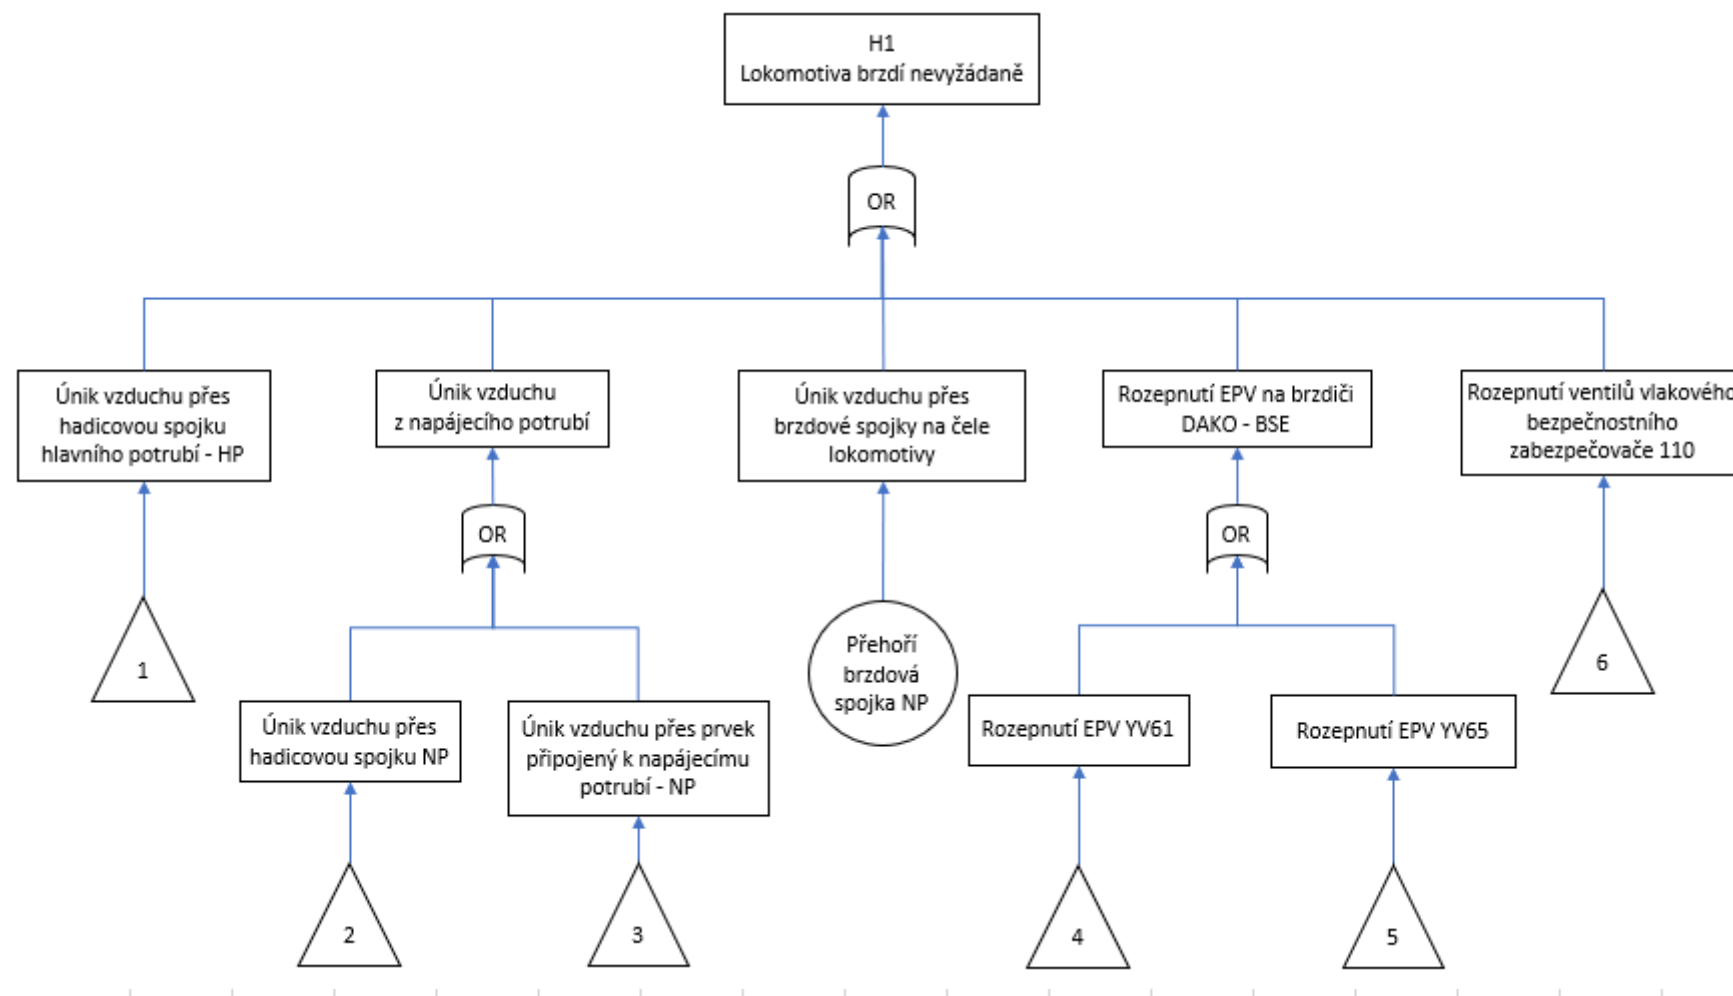 H1
Lokomotiva brzdí nevyžádaně
OR
Únik vzduchu přes
hadicovou spojku
hlavního potrubí - HP
Únik vzduchu
z napájecího potrubí
Únik vzduchu přes
brzdové spojky na čele
lokomotivy
Rozepnutí EPV na brzdiči
DAKO - BSE
Rozepnutí ventilů vlakového
bezpečnostního
zabezpečovače 110
OR
OR
1
Přehoří
brzdová
spojka NP
6
Únik vzduchu přes
hadicovou spojku NP
Únik vzduchu přes prvek
připojený k napájecímu
potrubí - NP
Rozepnutí EPV YV61
Rozepnutí EPV YV65
2
3
4
5